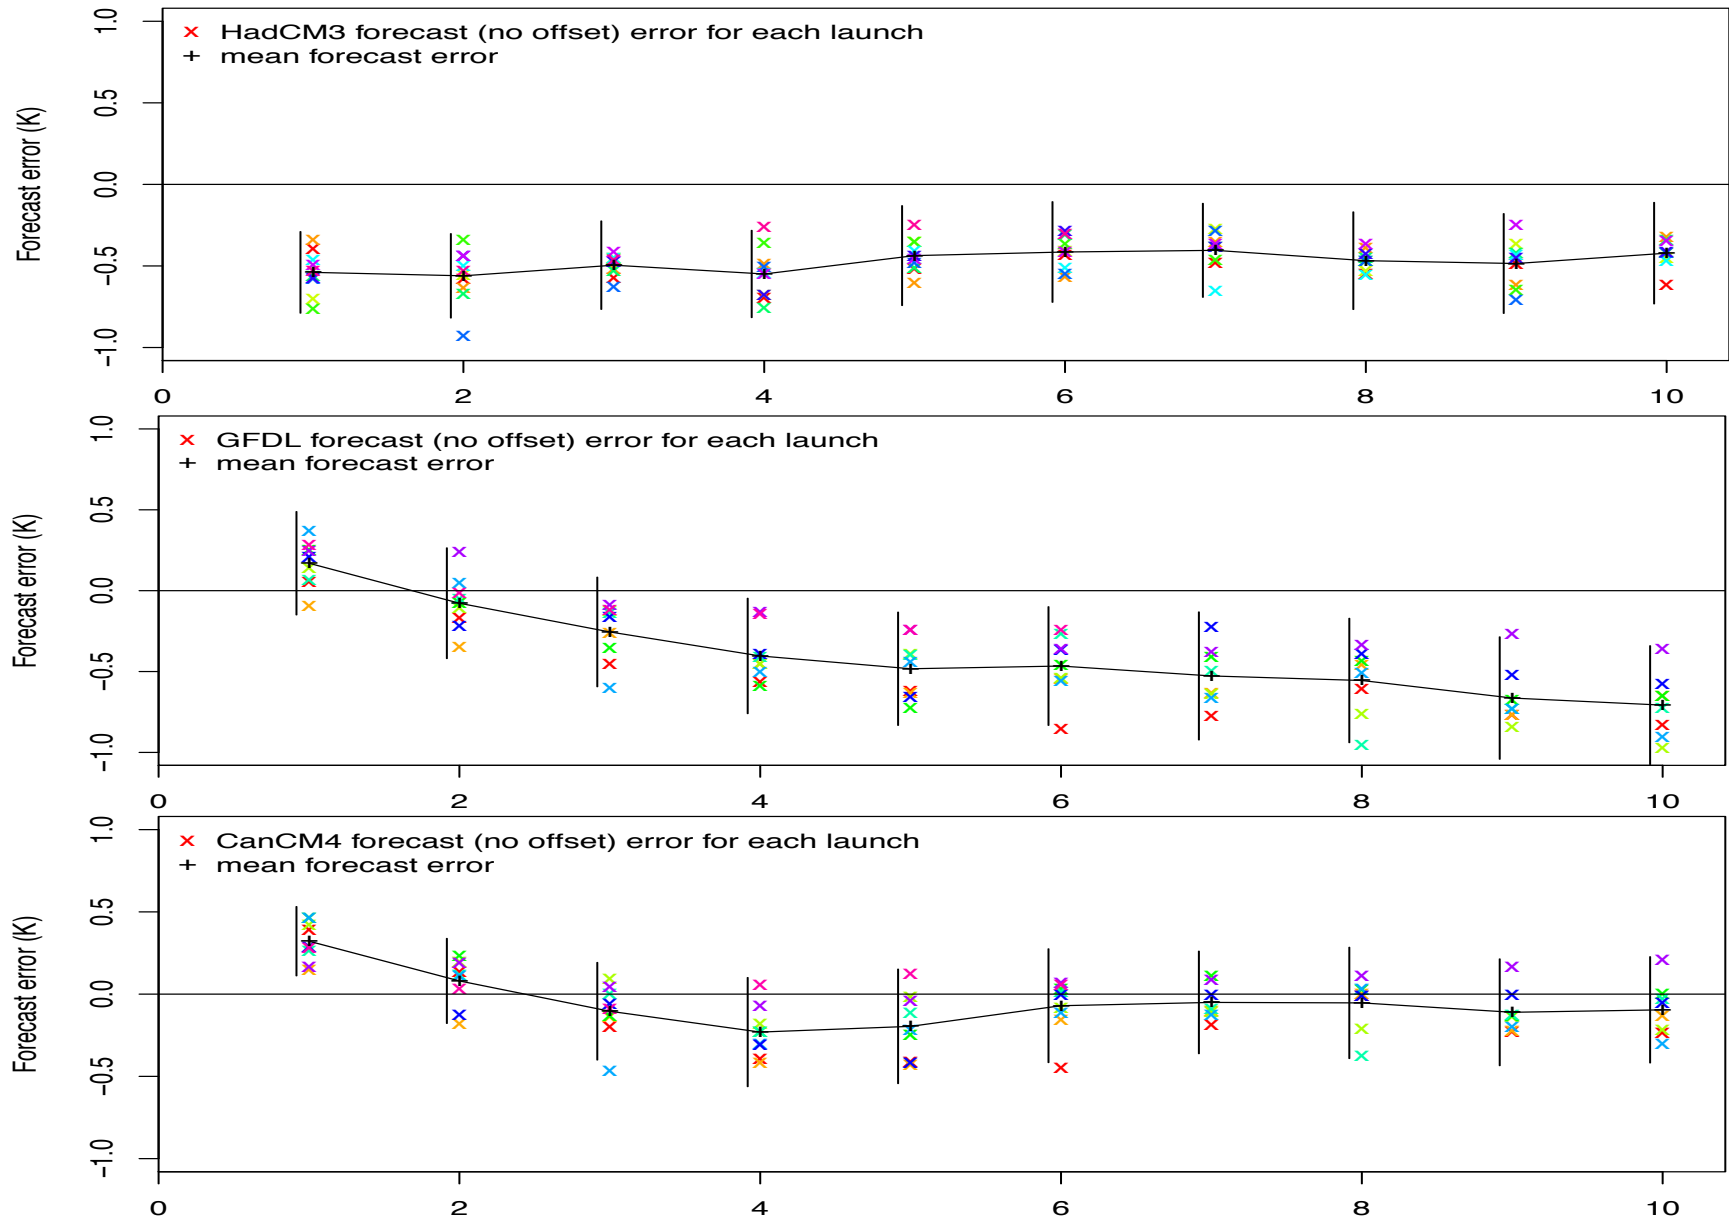 × HadCM3 forecast (no offset) error for each launch
+ mean forecast error
Forecast error (K)
1.0
0.5
0.0
−0.5
−1.0
0 2 4 6 8 10
× GFDL forecast (no offset) error for each launch
+ mean forecast error
Forecast error (K)
1.0
0.5
0.0
−0.5
−1.0
0 2 4 6 8 10
× CanCM4 forecast (no offset) error for each launch
+ mean forecast error
Forecast error (K)
1.0
0.5
0.0
−0.5
−1.0
0 2 4 6 8 10